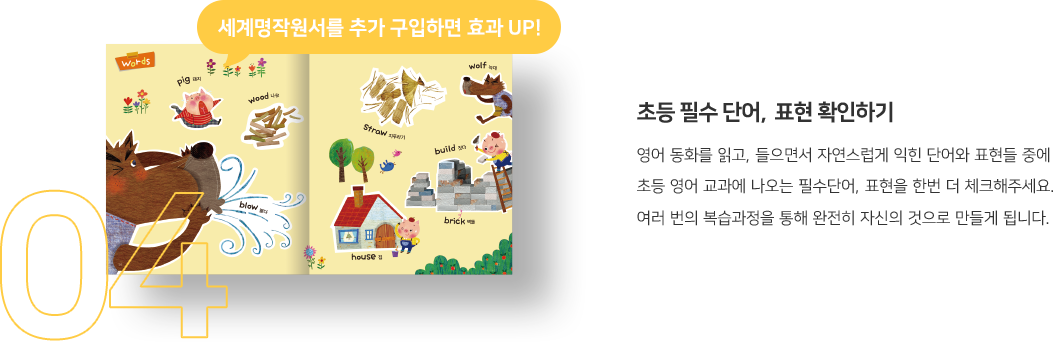 세계명작원서를 추가 구입하면 효과 UP!
words
pig 돼지
wood 나무
wolf 늑대
straw 지푸라기
build 짓다
blow 불다
brick 벽돌
house 집
04
초등 필수 단어, 표현 확인하기
영어 동화를 읽고, 들으면서 자연스럽게 익힌 단어와 표현들 중에
초등 영어 교과에 나오는 필수단어, 표현을 한번 더 체크해주세요.
여러 번의 복습과정을 통해 완전히 자신의 것으로 만들게 됩니다.